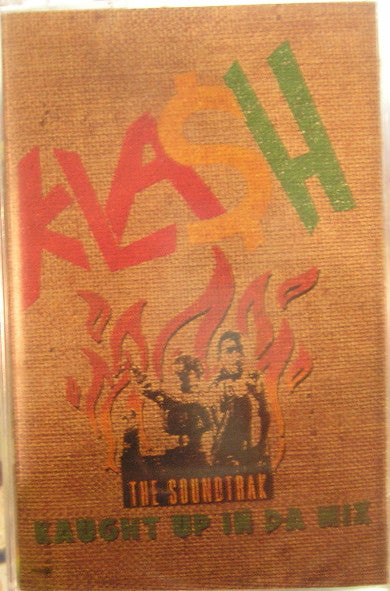 KLA$H
THE SOUNDTRAK
KAUGHT UP IN DA MIX